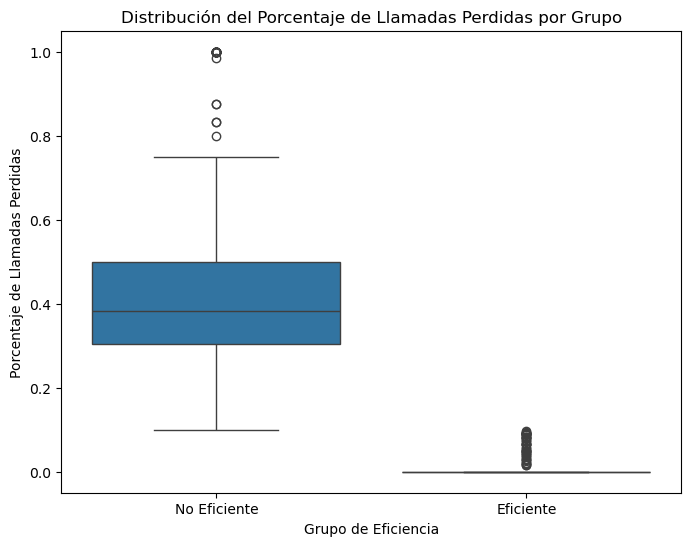 Distribución del Porcentaje de Llamadas Perdidas por Grupo
Porcentaje de Llamadas Perdidas
1.0
0.8
0.6
0.4
0.2
0.0
No Eficiente
Eficiente
Grupo de Eficiencia